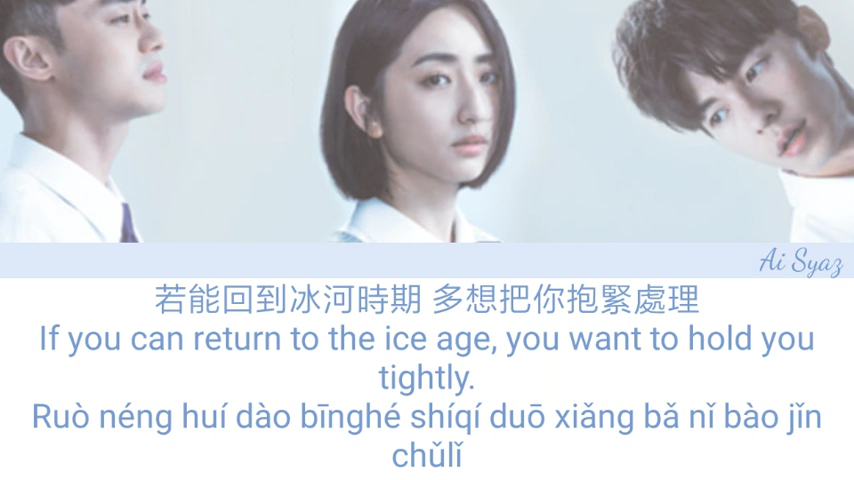 Ai Syaz
若能回到冰河時期 多想把你抱緊處理
If you can return to the ice age, you want to hold you
tightly.
Ruò néng huí dào bīnghé shíqí duō xiǎng bǎ nǐ bào jǐn
chǔlǐ